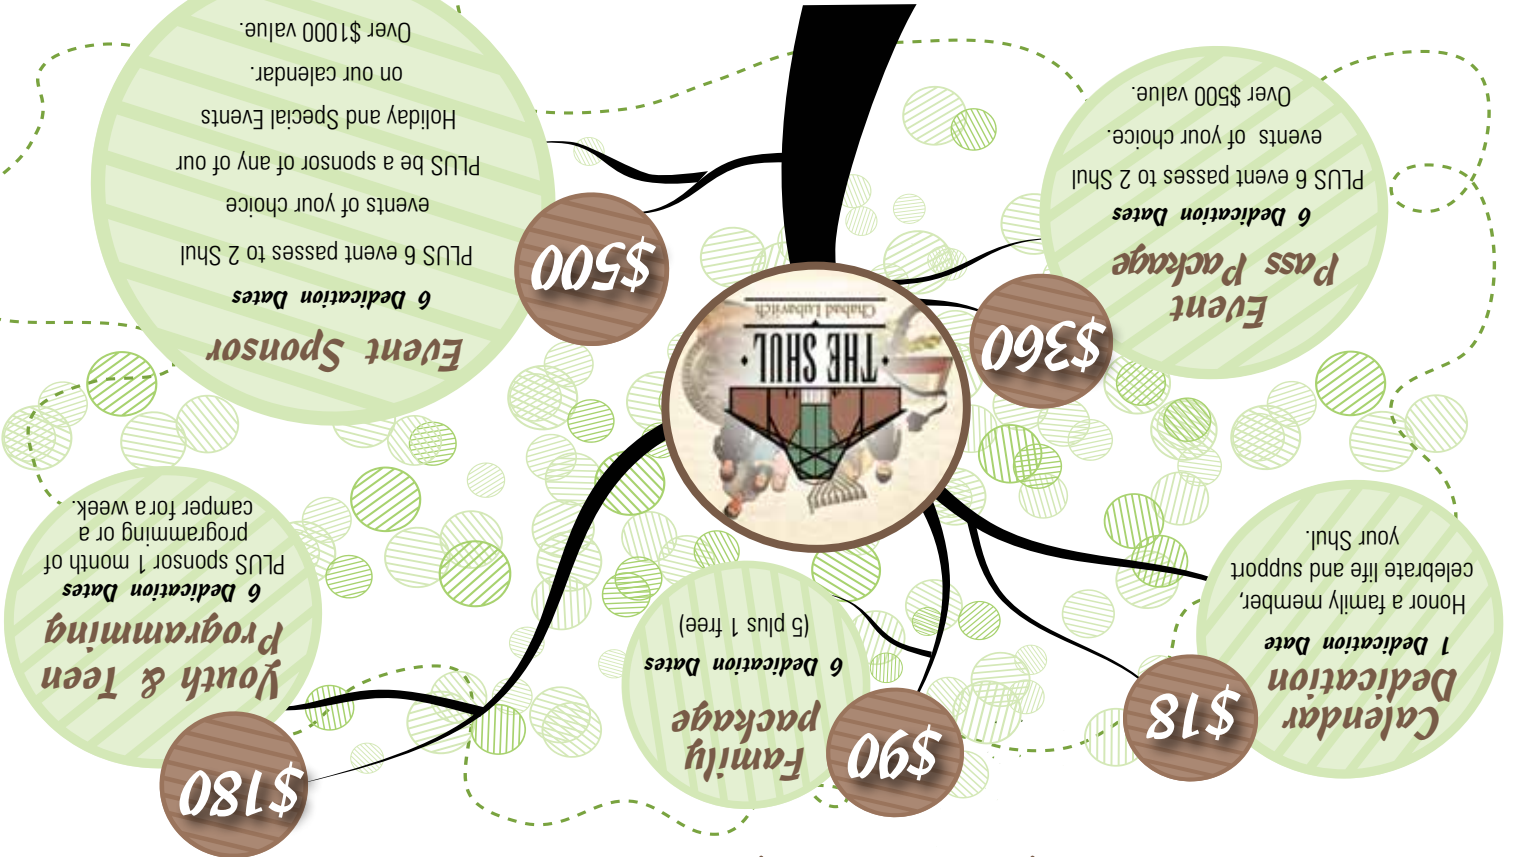 Calendar
Dedication
1 Dedication Date
Honor a family member,
celebrate life and support
your Shul.
$18
$90
Family
package
6 Dedication Dates
(5 plus 1 free)
$180
Youth & Teen
Programming
6 Dedication Dates
PLUS sponsor 1 month of
programming or a
camper for a week.
THE SHUL
Chabad Lubavitch
$360
Event
Pass Package
6 Dedication Dates
PLUS 6 event passes to 2 Shul
events of your choice.
Over $500 value.
$500
Event Sponsor
6 Dedication Dates
PLUS 6 event passes to 2 Shul
events of your choice
PLUS be a sponsor of any of our
Holiday and Special Events
on our calendar.
Over $1000 value.